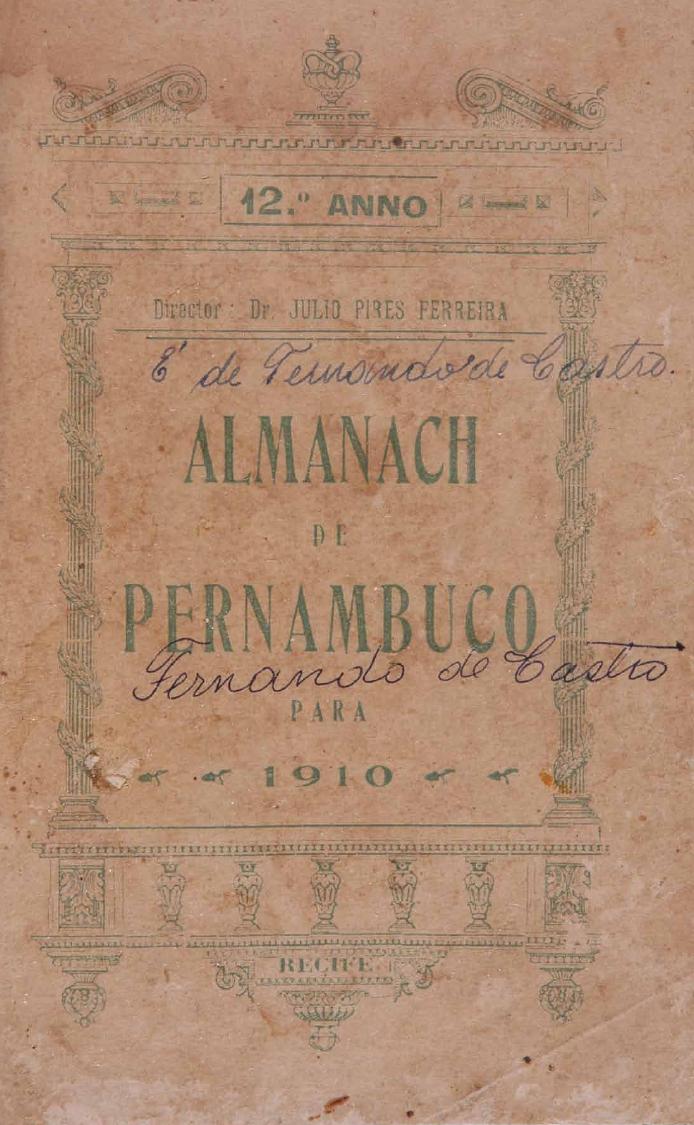 12.º ANNO
Director: Dr. JULIO PIRES FERREIRA
E' de Fernando de Castro.
ALMANACH
DE
PERNAMBUCO
Fernando de Castro
PARA
1910
RECIFE